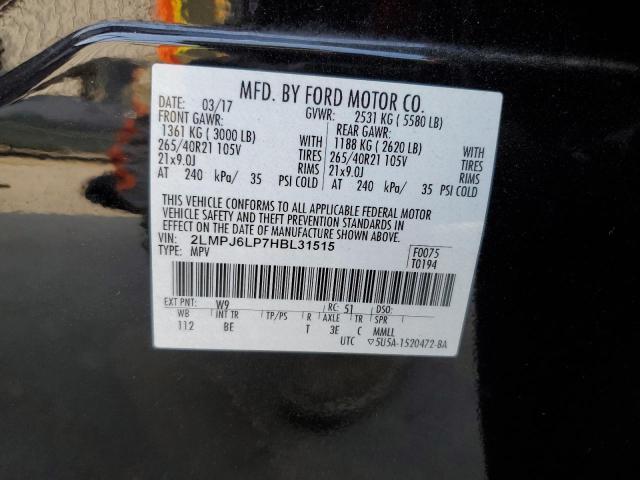 MFD. BY FORD MOTOR CO.
DATE: 03/17 GVWR: 2531 KG ( 5580 LB)
FRONT GAWR: REAR GAWR:
1361 KG ( 3000 LB) 1188 KG ( 2620 LB)
265/40R21 105V TIRES 265/40R21 105V TIRES
21x9.0J RIMS 21x9.0J RIMS
AT 240 kPa/ 35 PSI COLD AT 240 kPa/ 35 PSI COLD
THIS VEHICLE CONFORMS TO ALL APPLICABLE FEDERAL MOTOR
VEHICLE SAFETY AND THEFT PREVENTION STANDARDS IN
EFFECT ON THE DATE OF MANUFACTURE SHOWN ABOVE.
VIN: 2LMPJ6LP7HBL31515 F0075
TYPE: MPV T0194
EXT PNT: W9 RC: 51 DSO:
WB INT TR TP/PS R AXLE TR SPR
112 BE T 3E C MMLL
UTC 5U5A-1520472-BA